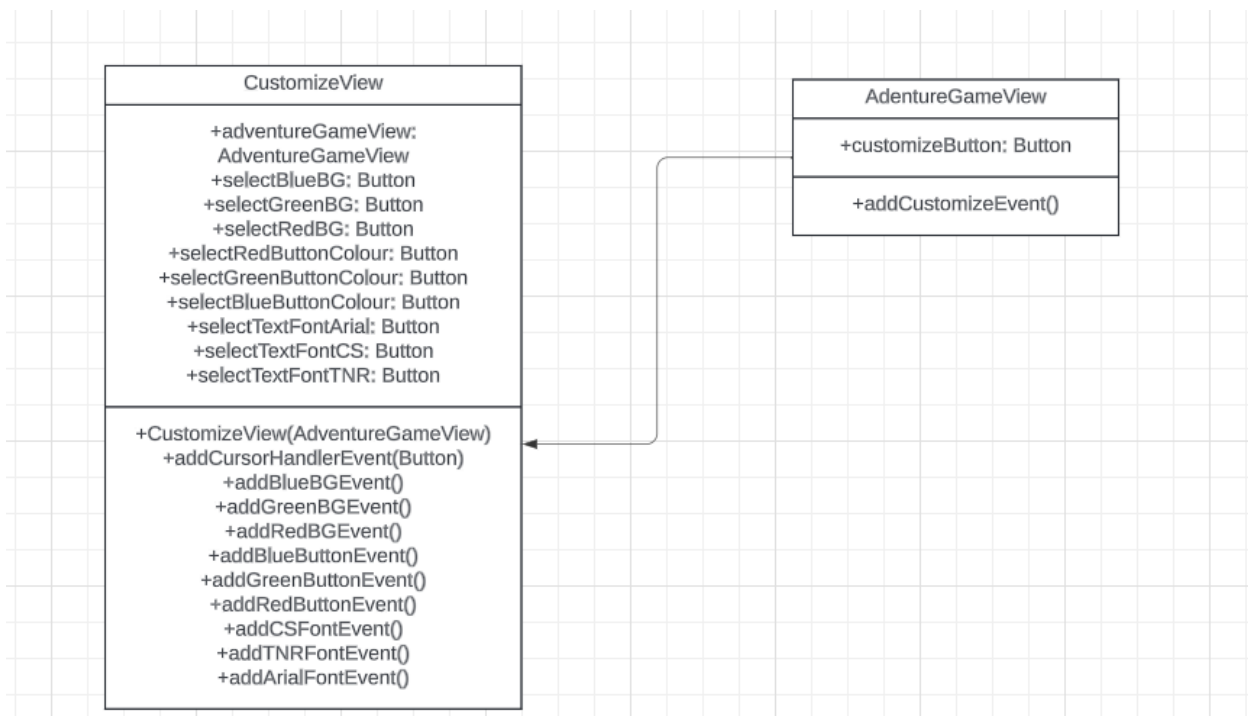 CustomizeView
+adventureGameView:
AdventureGameView
+selectBlueBG: Button
+selectGreenBG: Button
+selectRedBG: Button
+selectRedButtonColour: Button
+selectGreenButtonColour: Button
+selectBlueButtonColour: Button
+selectTextFontArial: Button
+selectTextFontCS: Button
+selectTextFontTNR: Button
+CustomizeView(AdventureGameView)
+addCursorHandlerEvent(Button)
+addBlueBGEvent()
+addGreenBGEvent()
+addRedBGEvent()
+addBlueButtonEvent()
+addGreenButtonEvent()
+addRedButtonEvent()
+addCSFontEvent()
+addTNRFontEvent()
+addArialFontEvent()
AdentureGameView
+customizeButton: Button
+addCustomizeEvent()